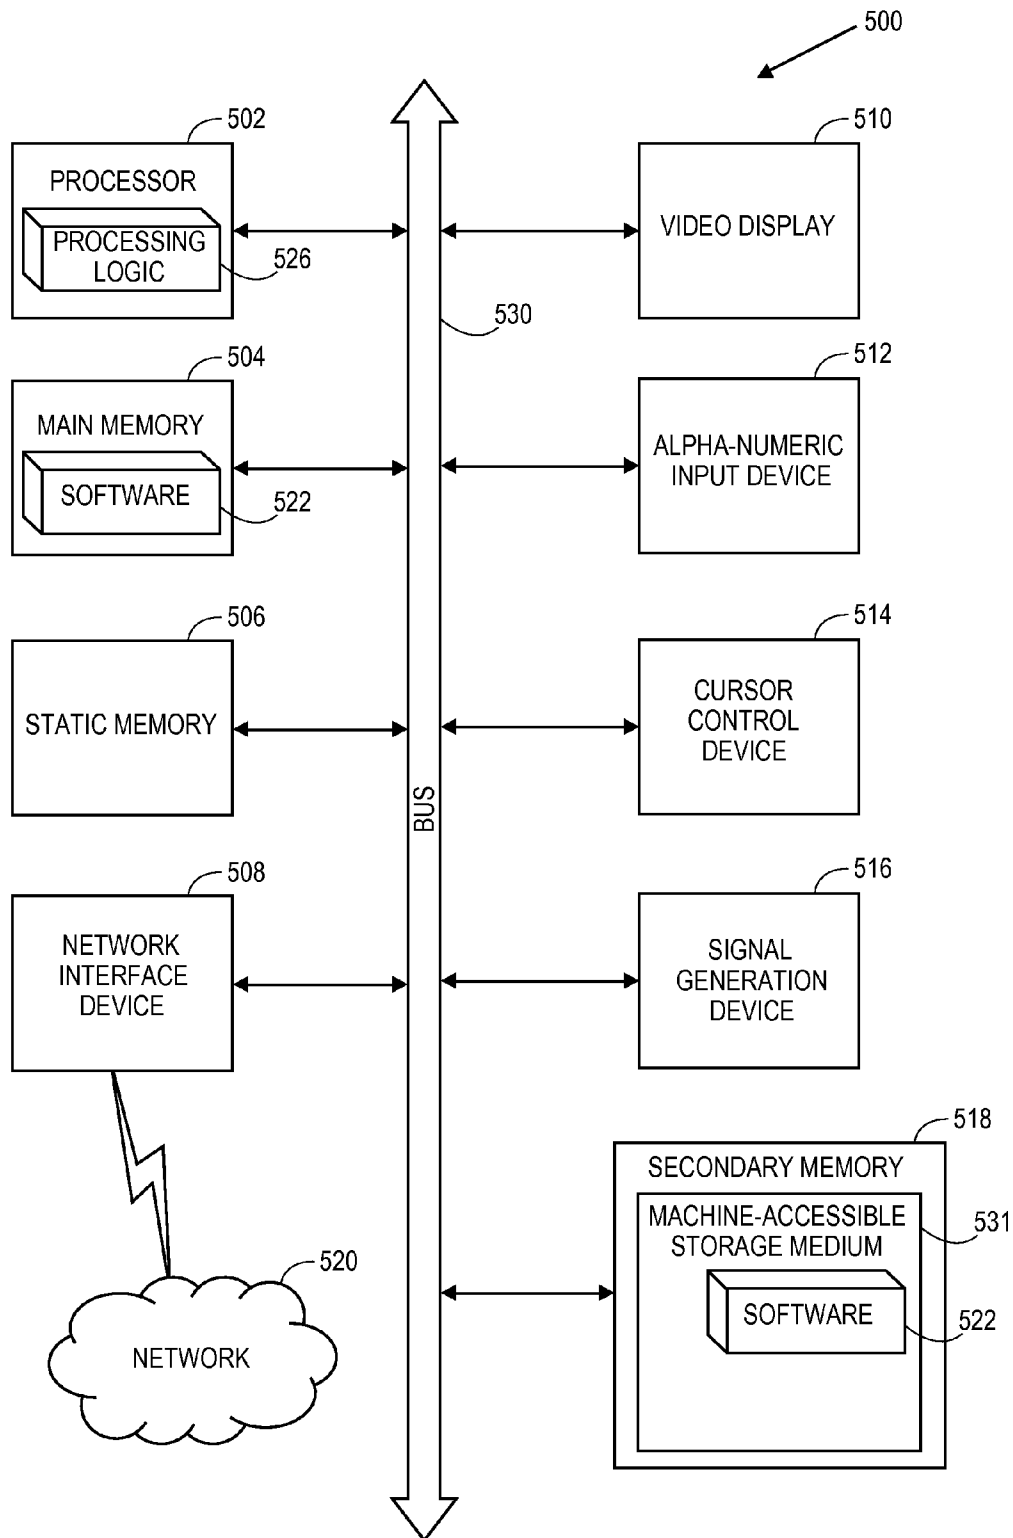 500
502
PROCESSOR
PROCESSING
LOGIC
526
510
VIDEO DISPLAY
530
504
MAIN MEMORY
SOFTWARE
522
512
ALPHA-NUMERIC
INPUT DEVICE
506
STATIC MEMORY
514
CURSOR
CONTROL
DEVICE
BUS
508
NETWORK
INTERFACE
DEVICE
516
SIGNAL
GENERATION
DEVICE
518
SECONDARY MEMORY
MACHINE-ACCESSIBLE
STORAGE MEDIUM
531
SOFTWARE
522
520
NETWORK